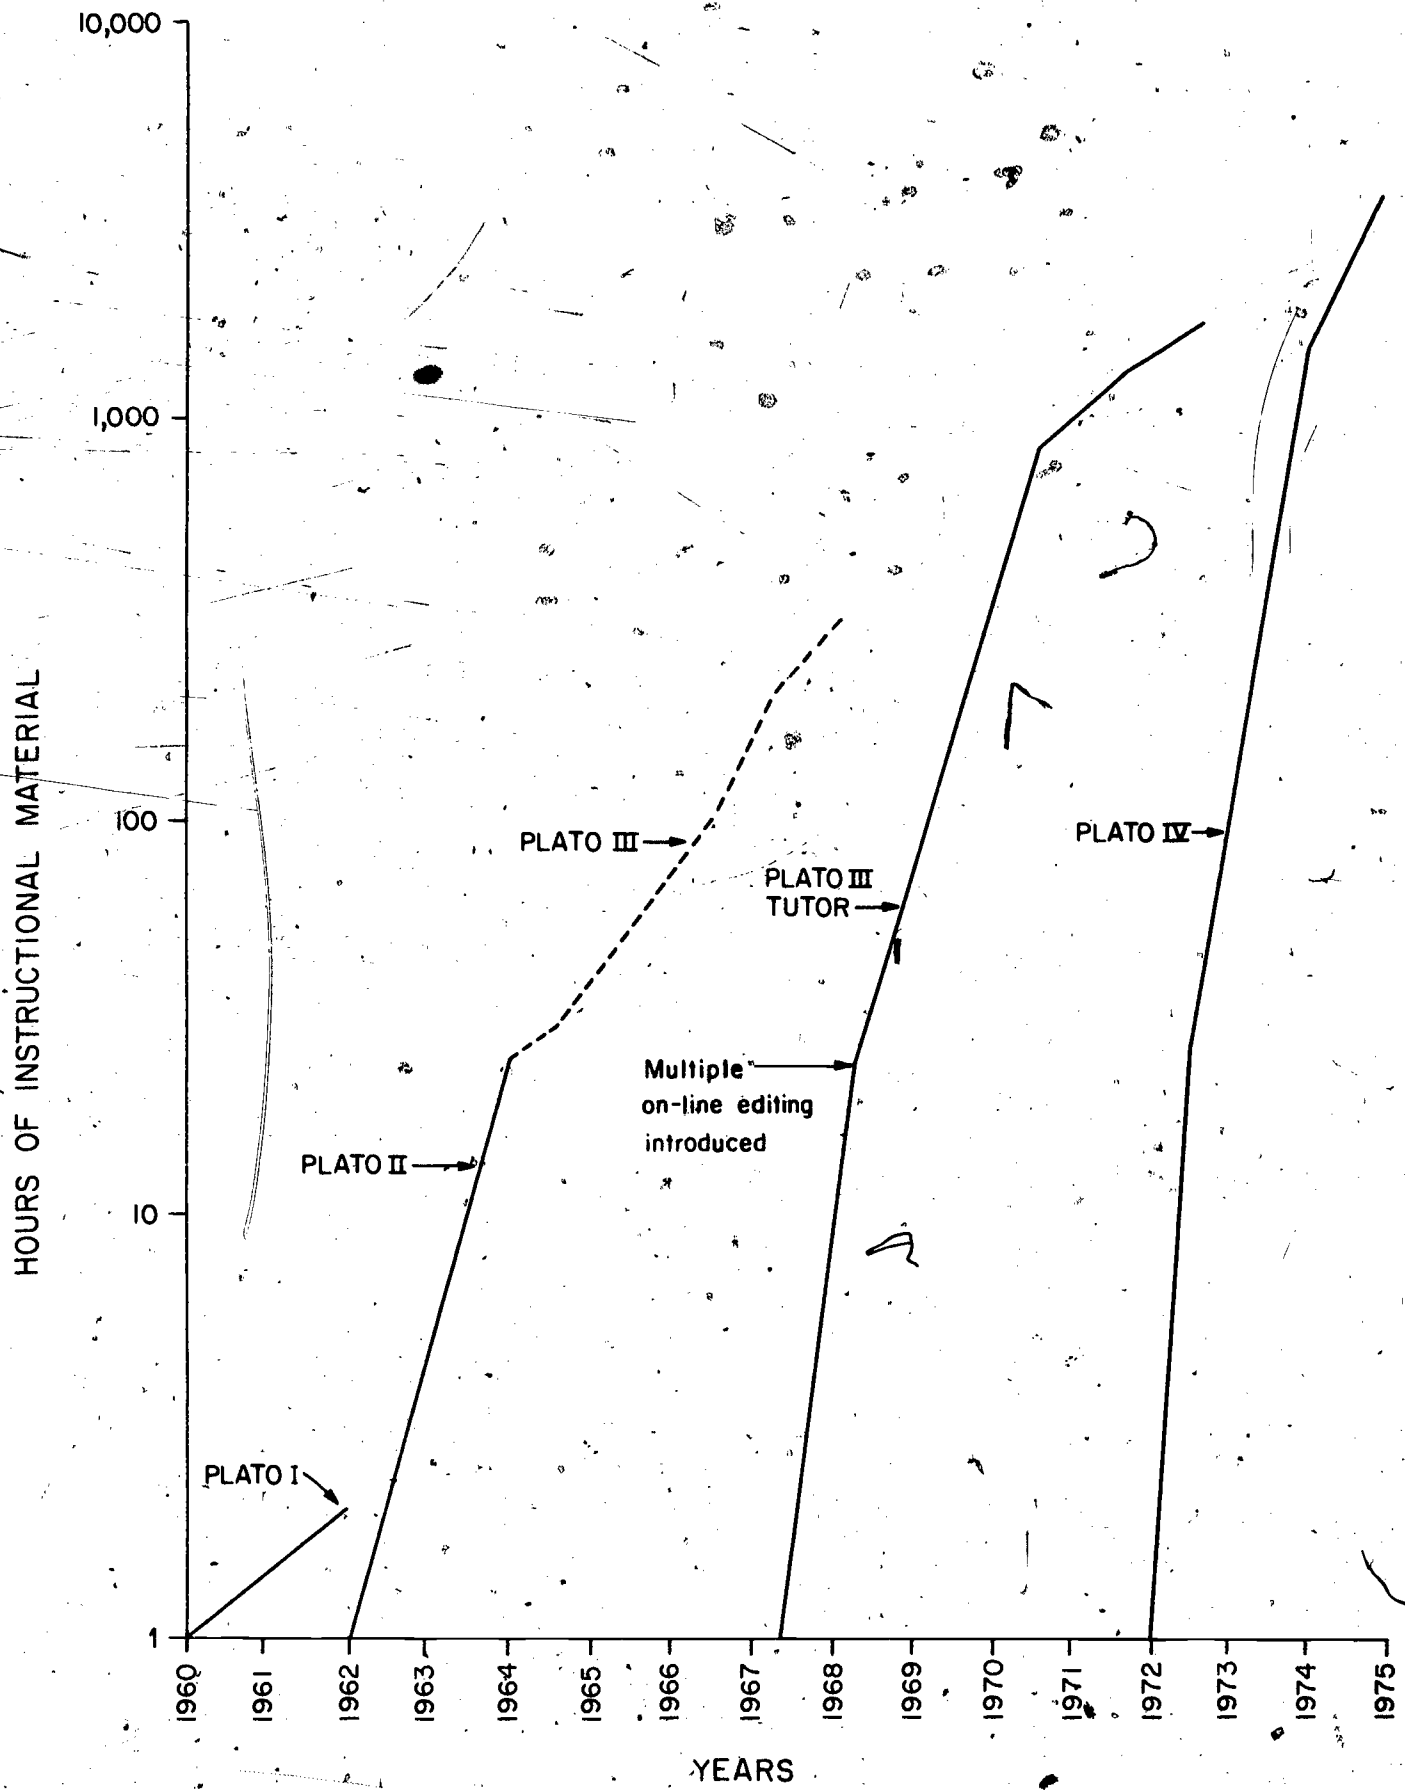 10,000
1,000
100
10
1
HOURS OF INSTRUCTIONAL MATERIAL
PLATO I
PLATO II
PLATO III
Multiple
on-line editing
introduced
PLATO III
TUTOR
PLATO IV
1960
1961
1962
1963
1964
1965
1966
1967
1968
1969
1970
1971
1972
1973
1974
1975
YEARS